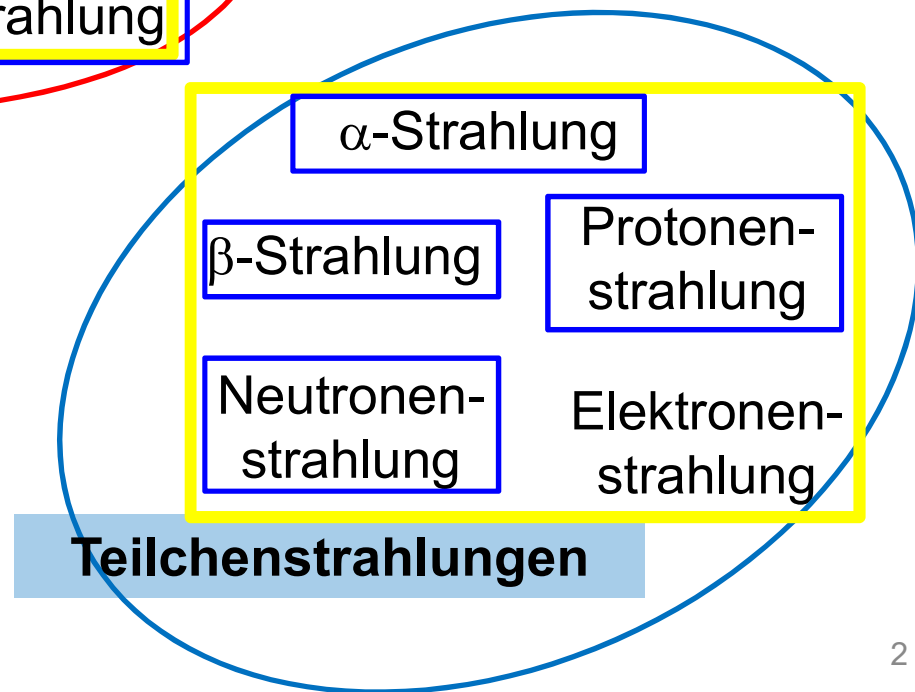 rahlung
α-Strahlung
β-Strahlung
Protonen-
strahlung
Neutronen-
strahlung
Elektronen-
strahlung
Teilchenstrahlungen
2